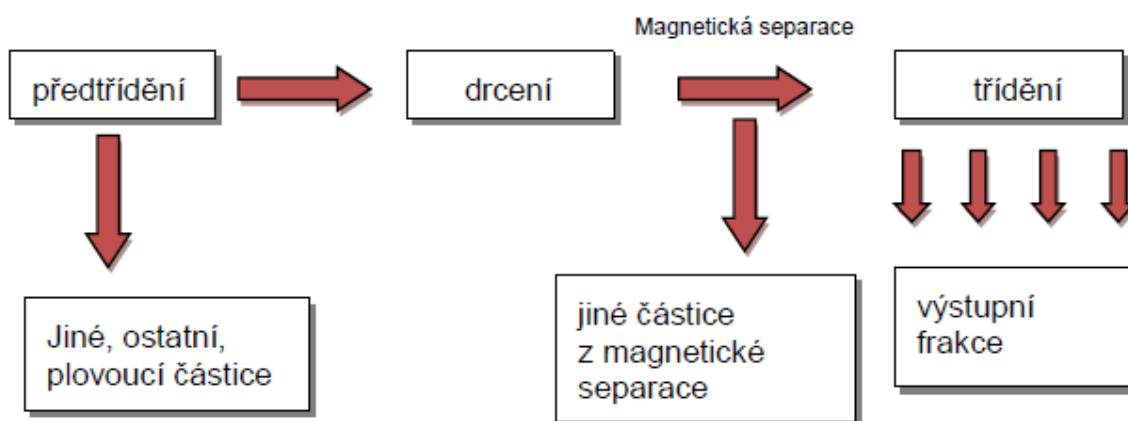 Magnetická separace
předtřídění
drcení
třídění
Jiné, ostatní,
plovoucí částice
jiné částice
z magnetické
separace
výstupní
frakce